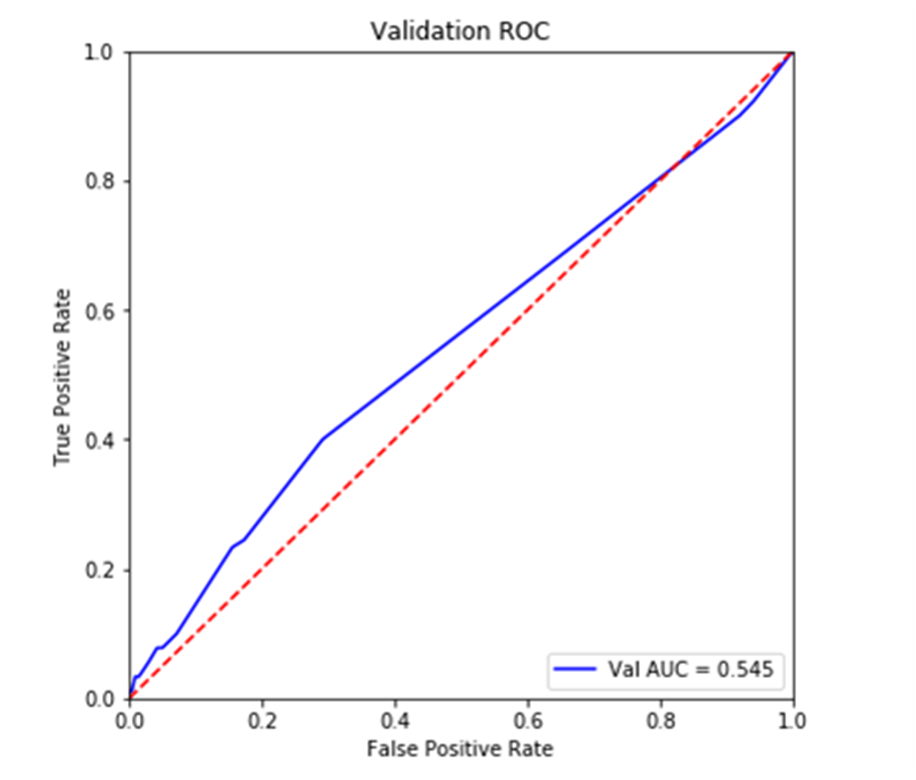 Validation ROC
1.0
0.8
0.6
0.4
0.2
0.0
True Positive Rate
Val AUC = 0.545
0.0 0.2 0.4 0.6 0.8 1.0
False Positive Rate